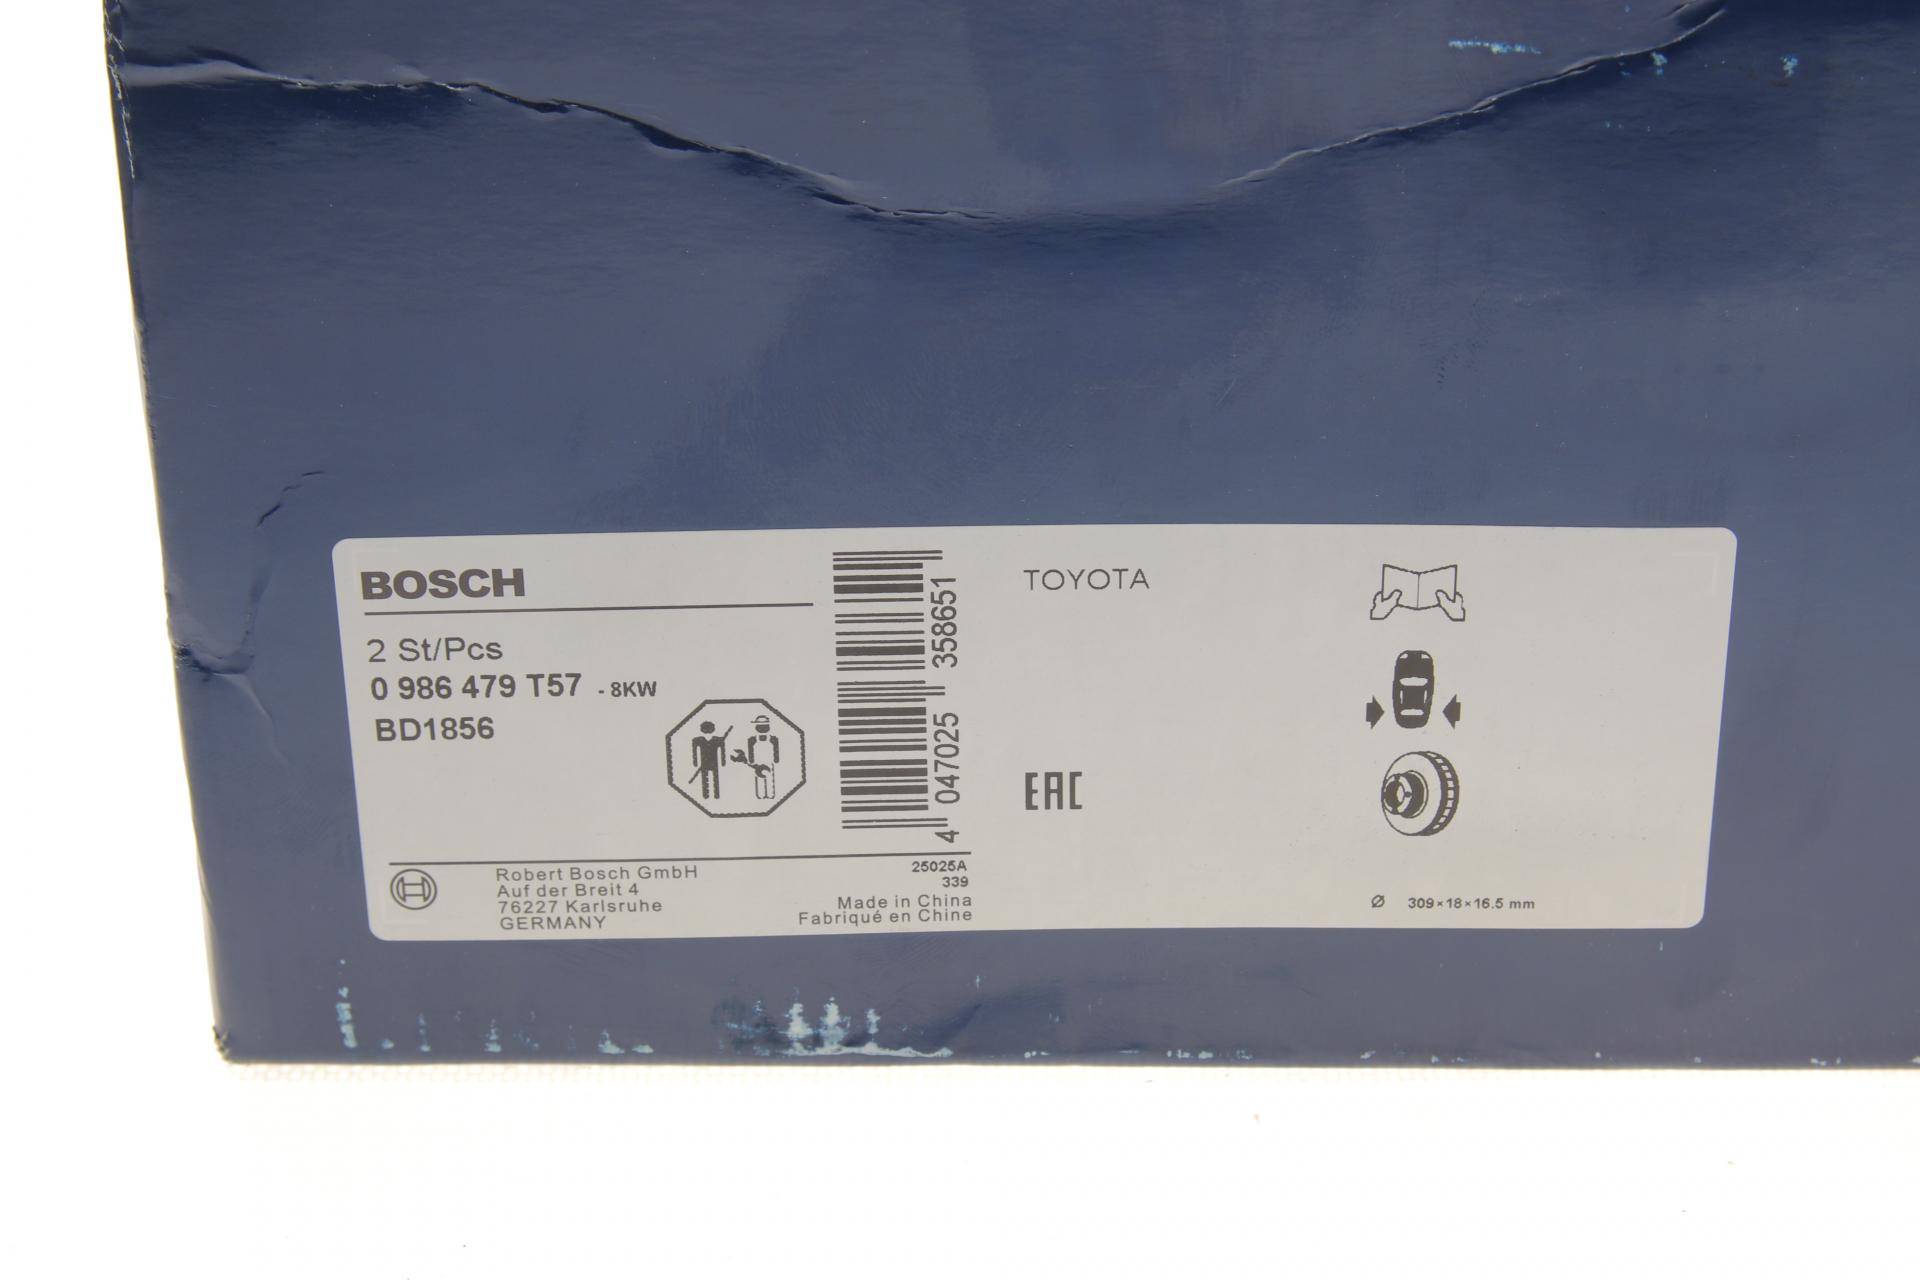 BOSCH
2 St/Pcs
0 986 479 T57 - 8KW
BD1856
4 047025 358651
TOYOTA
EAC
Robert Bosch GmbH
Auf der Breit 4
76227 Karlsruhe
GERMANY
25025A
339
Made in China
Fabriqué en Chine
Ø 309×18×16.5 mm